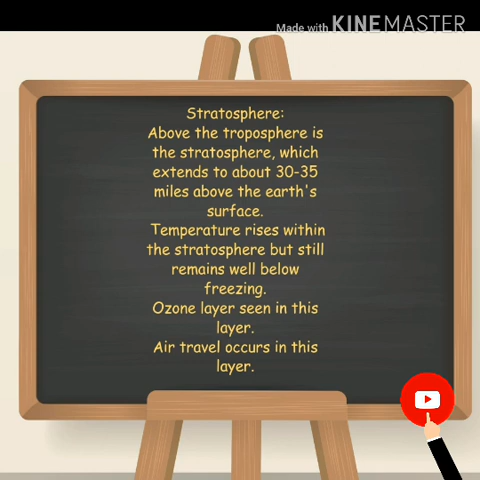 Made with KINEMASTER
Stratosphere:
Above the troposphere is
the stratosphere, which
extends to about 30-35
miles above the earth's
surface.
Temperature rises within
the stratosphere but still
remains well below
freezing.
Ozone layer seen in this
layer.
Air travel occurs in this
layer.